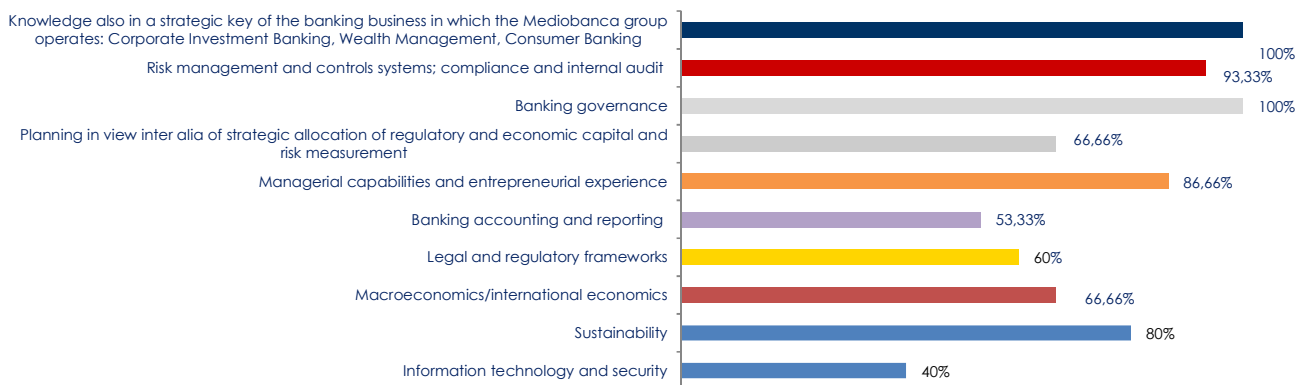 Knowledge also in a strategic key of the banking business in which the Mediobanca group
operates: Corporate Investment Banking, Wealth Management, Consumer Banking
100%
Risk management and controls systems; compliance and internal audit
93,33%
Banking governance
100%
Planning in view inter alia of strategic allocation of regulatory and economic capital and
risk measurement
66,66%
Managerial capabilities and entrepreneurial experience
86,66%
Banking accounting and reporting
53,33%
Legal and regulatory frameworks
60%
Macroeconomics/international economics
66,66%
Sustainability
80%
Information technology and security
40%